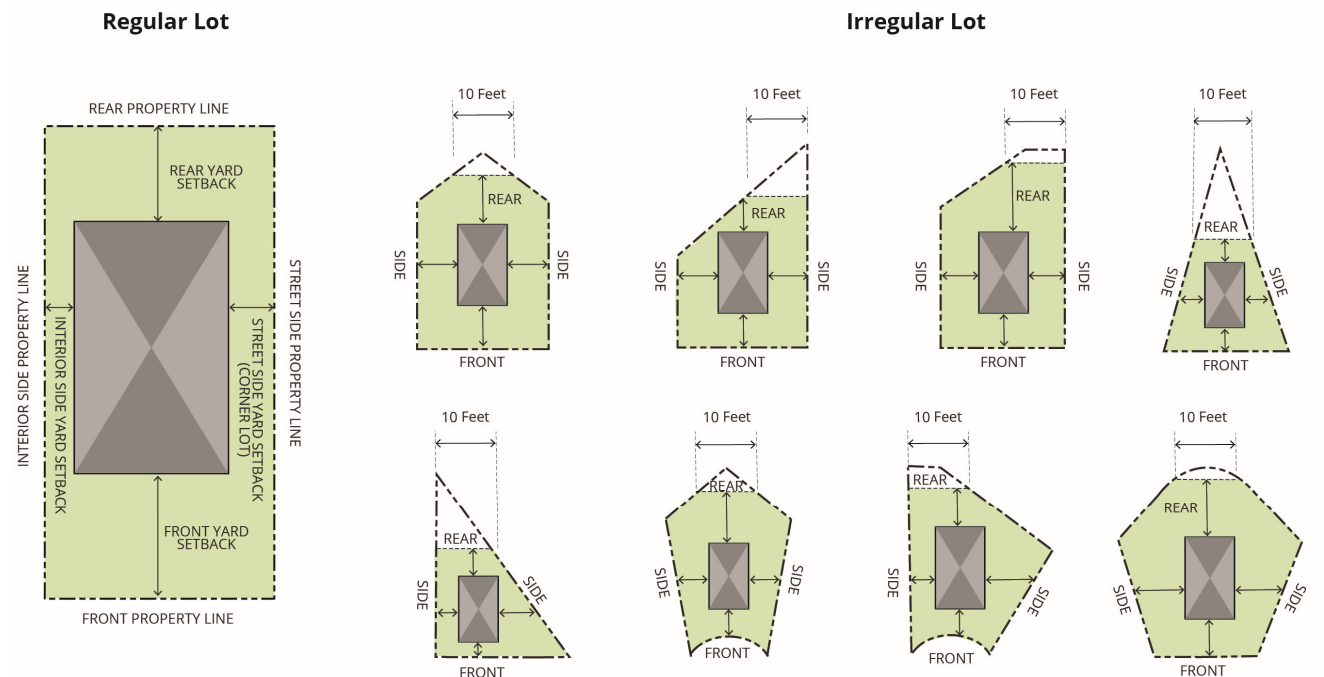 Regular Lot
Irregular Lot
REAR PROPERTY LINE
REAR YARD
SETBACK
INTERIOR SIDE PROPERTY LINE
INTERIOR SIDE YARD SETBACK
STREET SIDE YARD SETBACK
(CORNER LOT)
STREET SIDE PROPERTY LINE
FRONT YARD
SETBACK
FRONT PROPERTY LINE
10 Feet
REAR
SIDE
SIDE
FRONT
10 Feet
REAR
SIDE
SIDE
FRONT
10 Feet
REAR
SIDE
SIDE
FRONT
10 Feet
REAR
SIDE
SIDE
FRONT
10 Feet
REAR
SIDE
SIDE
FRONT
10 Feet
REAR
SIDE
SIDE
FRONT
10 Feet
REAR
SIDE
SIDE
FRONT
10 Feet
REAR
SIDE
SIDE
FRONT